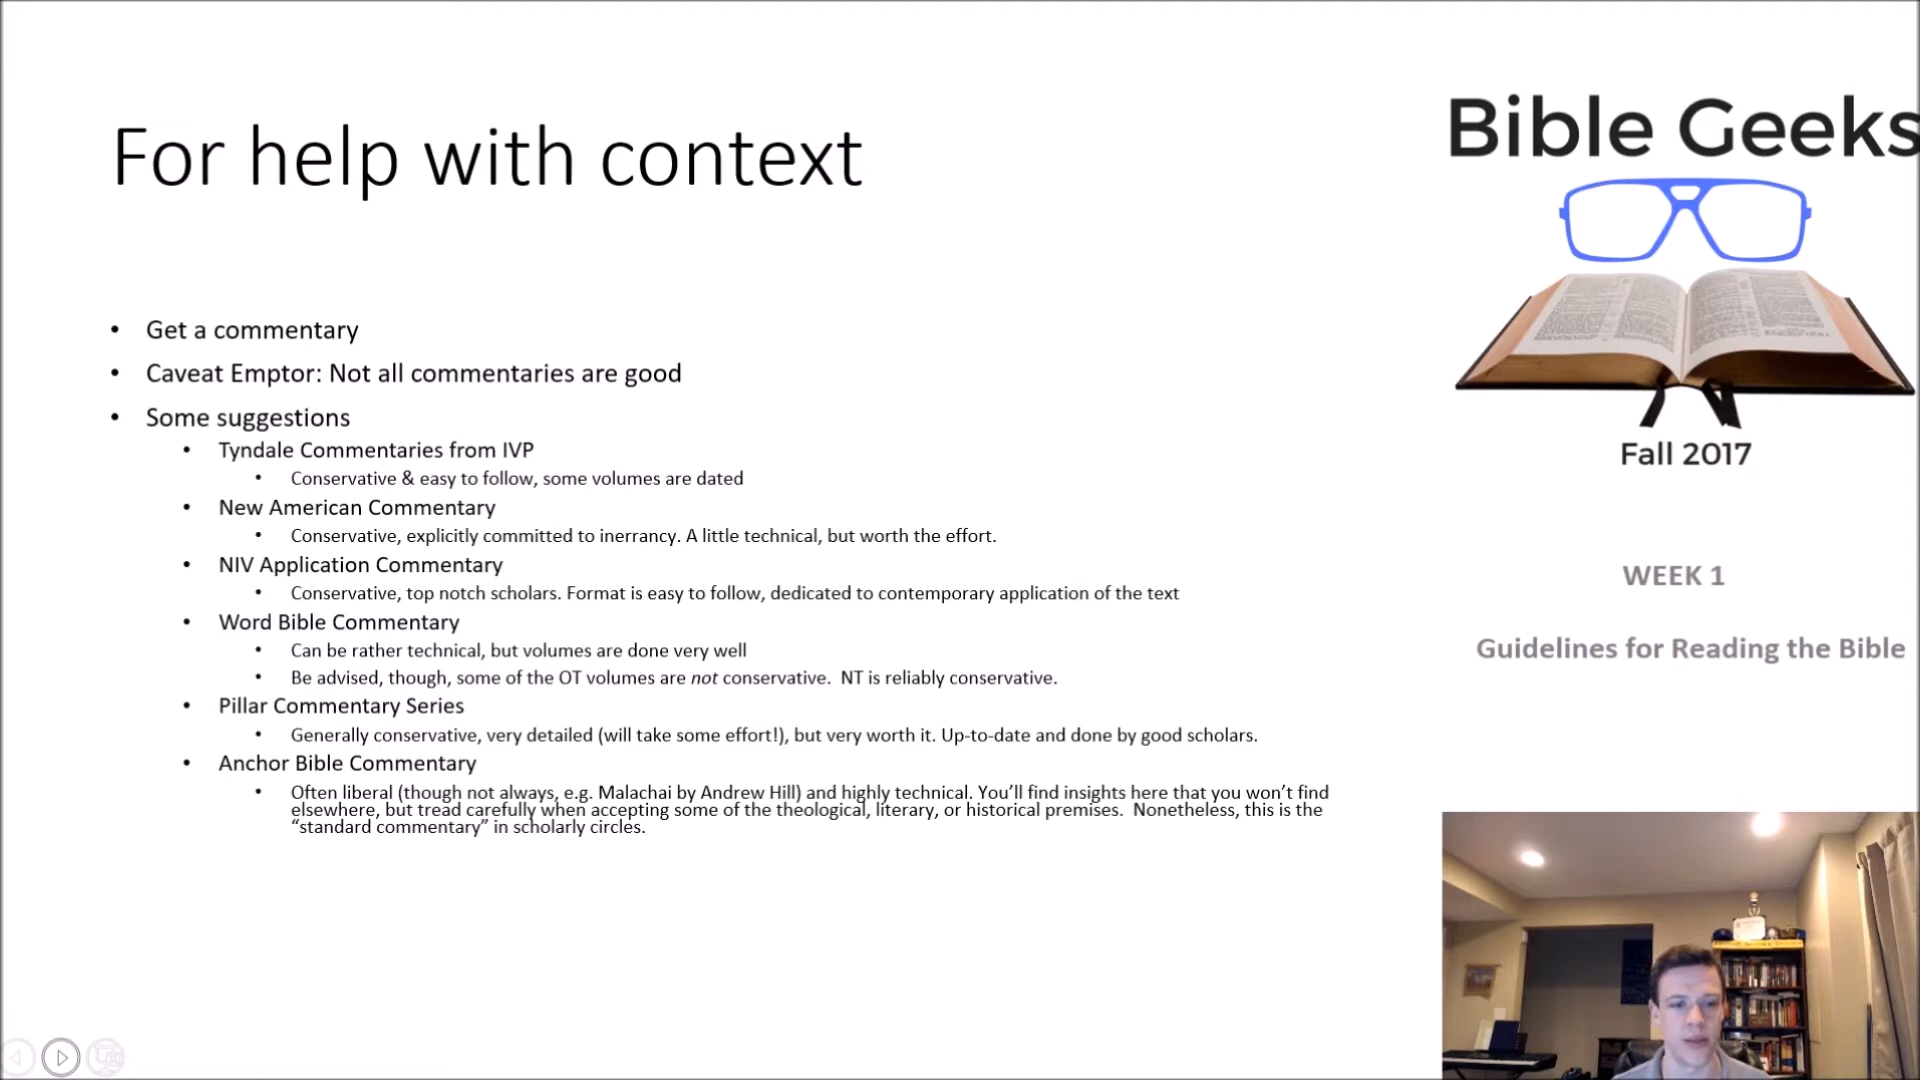 For help with context
• Get a commentary
• Caveat Emptor: Not all commentaries are good
• Some suggestions
• Tyndale Commentaries from IVP
• Conservative & easy to follow, some volumes are dated
• New American Commentary
• Conservative, explicitly committed to inerrancy. A little technical, but worth the effort.
• NIV Application Commentary
• Conservative, top notch scholars. Format is easy to follow, dedicated to contemporary application of the text
• Word Bible Commentary
• Can be rather technical, but volumes are done very well
• Be advised, though, some of the OT volumes are not conservative. NT is reliably conservative.
• Pillar Commentary Series
• Generally conservative, very detailed (will take some effort!), but very worth it. Up-to-date and done by good scholars.
• Anchor Bible Commentary
• Often liberal (though not always, e.g. Malachai by Andrew Hill) and highly technical. You’ll find insights here that you won’t find
elsewhere, but tread carefully when accepting some of the theological, literary, or historical premises. Nonetheless, this is the
“standard commentary” in scholarly circles.
Bible Geeks
Fall 2017
WEEK 1
Guidelines for Reading the Bible